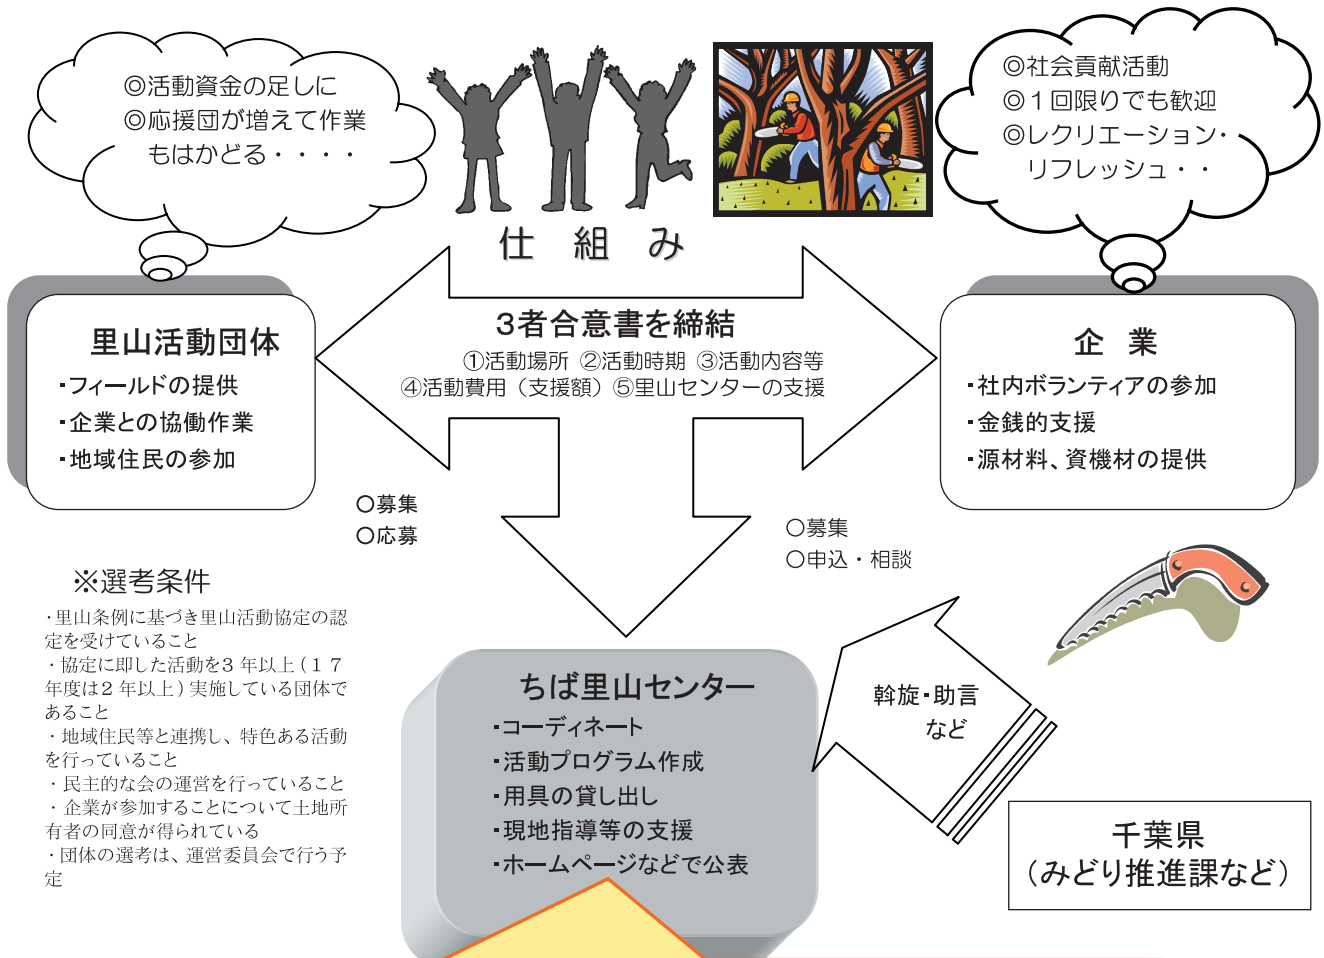 ◎活動資金の足しに
◎応援団が増えて作業
もはかどる・・・・
◎社会貢献活動
◎１回限りでも歓迎
◎レクリエーション・
リフレッシュ・・
仕 組 み
里山活動団体
・フィールドの提供
・企業との協働作業
・地域住民の参加
３者合意書を締結
①活動場所 ②活動時期 ③活動内容等
④活動費用（支援額）⑤里山センターの支援
企 業
・社内ボランティアの参加
・金銭的支援
・源材料、資機材の提供
○募集
○応募
○募集
○申込・相談
※選考条件
・里山条例に基づき里山活動協定の認
定を受けていること
・協定に即した活動を3 年以上(１７
年度は２年以上)実施している団体で
あること
・地域住民等と連携し、特色ある活動
を行っていること
・民主的な会の運営を行っていること
・企業が参加することについて土地所
有者の同意が得られている
・団体の選考は、運営委員会で行う予
定
ちば里山センター
・コーディネート
・活動プログラム作成
・用具の貸し出し
・現地指導等の支援
・ホームページなどで公表
斡旋・助言
など
千葉県
（みどり推進課など）